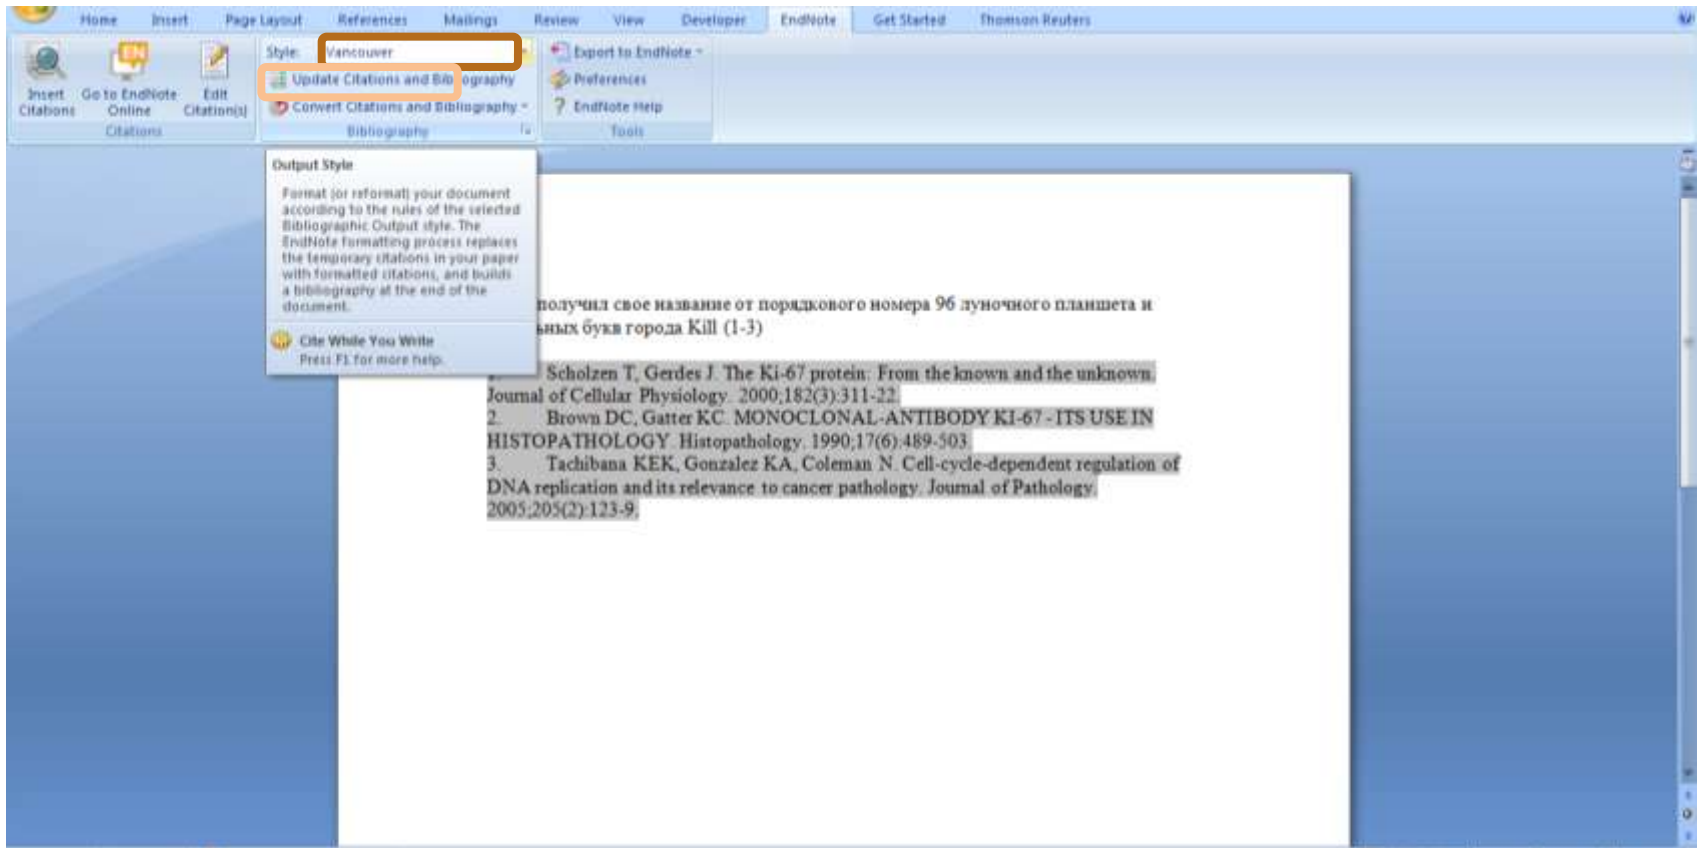 Home Insert Page Layout References Mailings Review View Developer EndNote Get Started Thomson Reuters
Insert Citations
Go to EndNote Online
Edit Citation(s)
Citations
Style: Vancouver
Update Citations and Bibliography
Convert Citations and Bibliography
Bibliography
Export to EndNote
Preferences
EndNote Help
Tools
Output Style
Format (or reformat) your document
according to the rules of the selected
Bibliographic Output style. The
EndNote formatting process replaces
the temporary citations in your paper
with formatted citations, and builds
a bibliography at the end of the
document.
Cite While You Write
Press F1 for more help.
получил свое название от порядкового номера 96 луночного планшета и
ьных букв города Kill (1-3)
1. Scholzen T, Gerdes J. The Ki-67 protein: From the known and the unknown.
Journal of Cellular Physiology. 2000;182(3):311-22.
2. Brown DC, Gatter KC. MONOCLONAL-ANTIBODY KI-67 - ITS USE IN
HISTOPATHOLOGY. Histopathology. 1990;17(6):489-503.
3. Tachibana KEK, Gonzalez KA, Coleman N. Cell-cycle-dependent regulation of
DNA replication and its relevance to cancer pathology. Journal of Pathology.
2005;205(2):123-9.